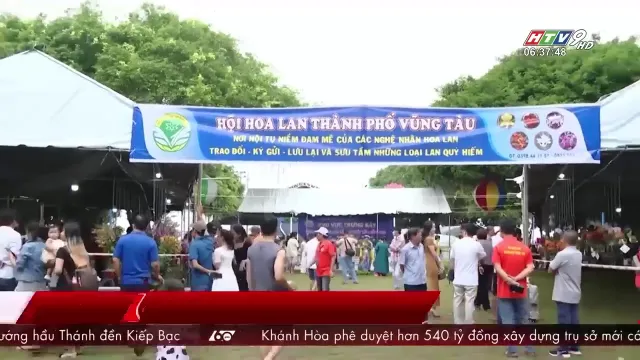 HTV9 HD
06:37:48
HỘI HOA LAN THÀNH PHỐ VŨNG TÀU
NƠI HỘI TỤ NIỀM ĐAM MÊ CỦA CÁC NGHỆ NHÂN HOA LAN
TRAO ĐỔI - KÝ GỬI - LƯU LẠI VÀ SƯU TẦM NHỮNG LOẠI LAN QUÝ HIẾM
ướng hầu Thánh đền Kiếp Bạc
Khánh Hòa phê duyệt hơn 540 tỷ đồng xây dựng trụ sở mới cá